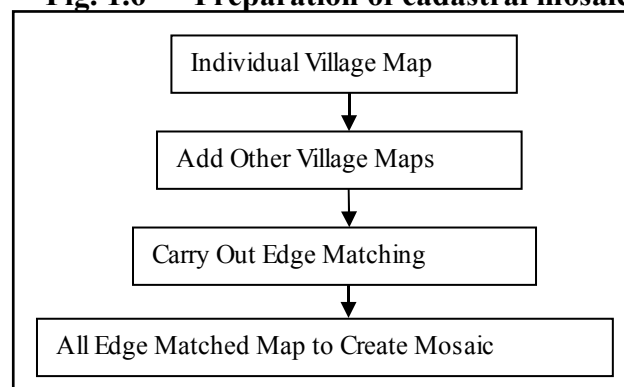 Fig. 1.6 Preparation of cadastral mosaic
Individual Village Map
Add Other Village Maps
Carry Out Edge Matching
All Edge Matched Map to Create Mosaic